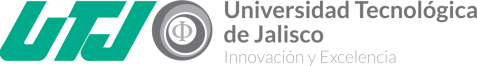 UTJ Φ Universidad Tecnológica
de Jalisco
Innovación y Excelencia